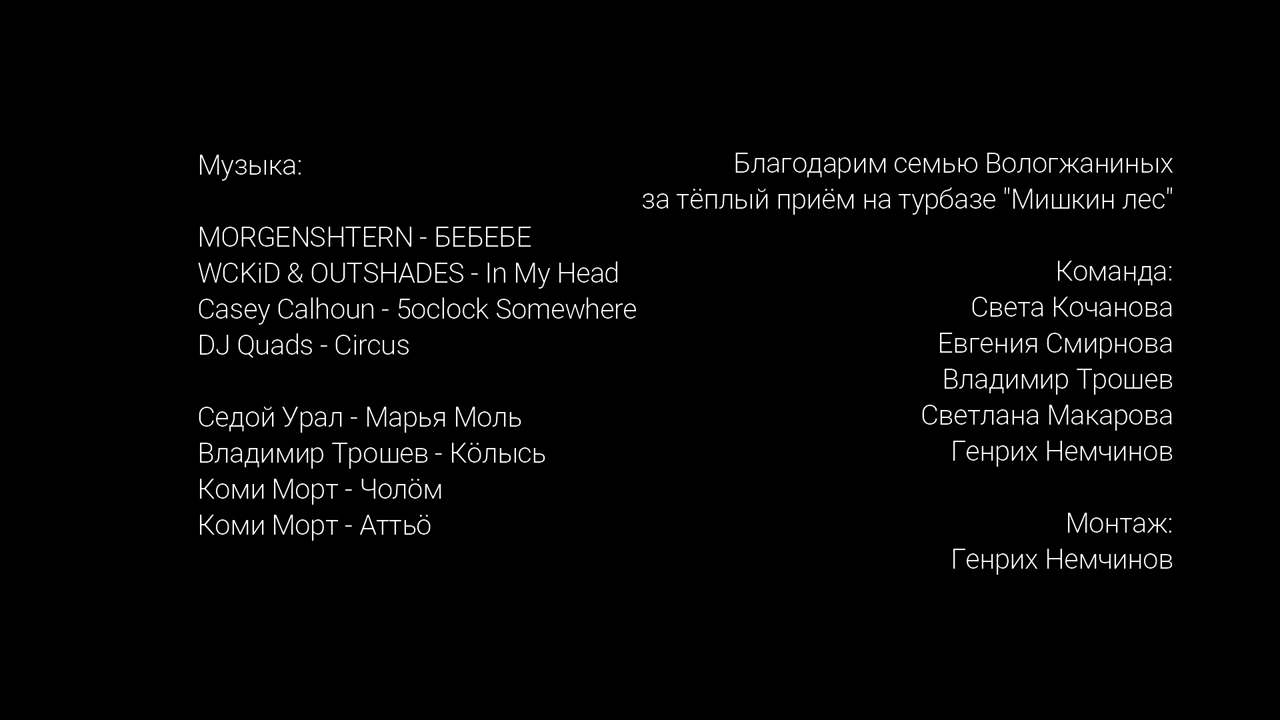 Музыка:
MORGENSHTERN - БЕБЕБЕ
WCKiD & OUTSHADES - In My Head
Casey Calhoun - 5oclock Somewhere
DJ Quads - Circus
Седой Урал - Марья Моль
Владимир Трошев - Кӧлысь
Коми Морт - Чолӧм
Коми Морт - Аттьӧ
Благодарим семью Вологжаниных
за тёплый приём на турбазе "Мишкин лес"
Команда:
Света Кочанова
Евгения Смирнова
Владимир Трошев
Светлана Макарова
Генрих Немчинов
Монтаж:
Генрих Немчинов